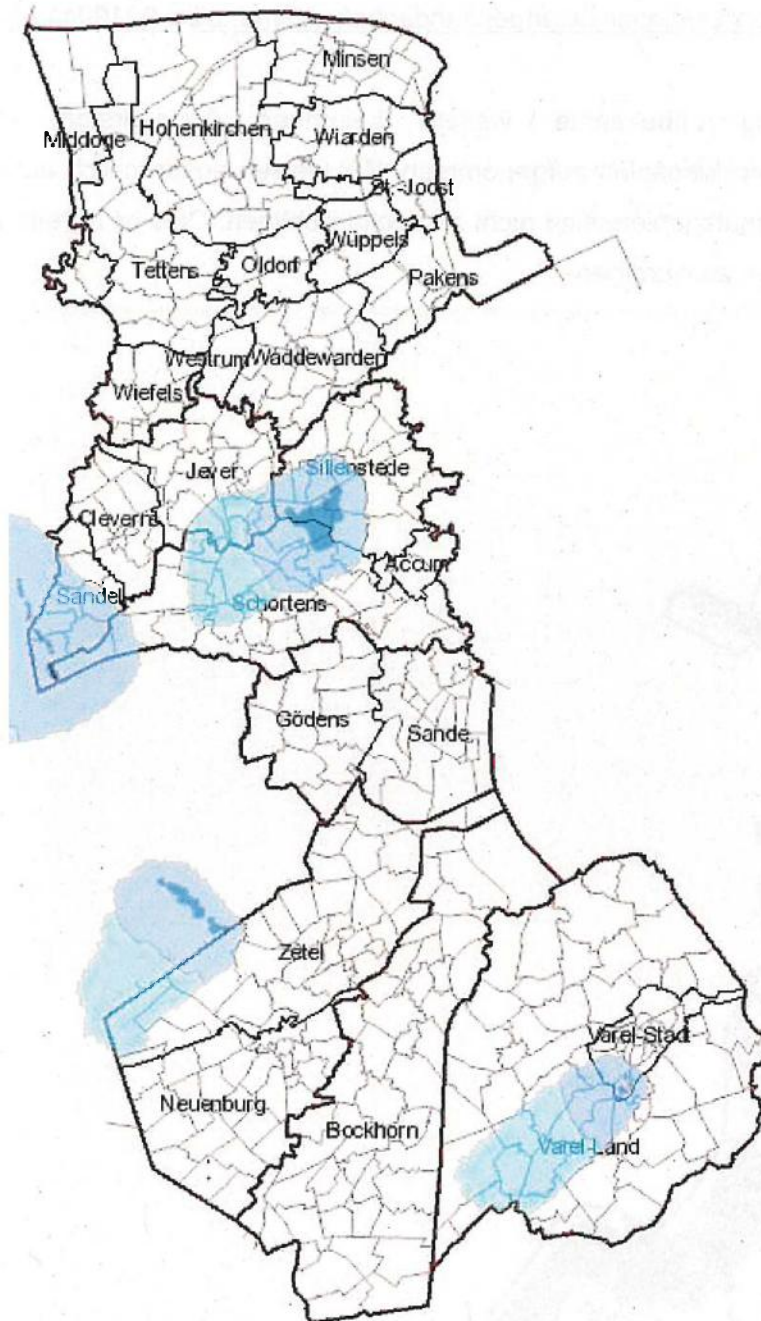 Minsen
Middoge
Hohenkirchen
Wiarden
St.-Joost
Wüppels
Tettens
Oldorf
Pakens
Westrum
Waddewarden
Wiefels
Jever
Sillenstede
Cleverns
Accum
Sandel
Schortens
Gödens
Sande
Zetel
Varel-Stadt
Neuenburg
Bockhorn
Varel-Land